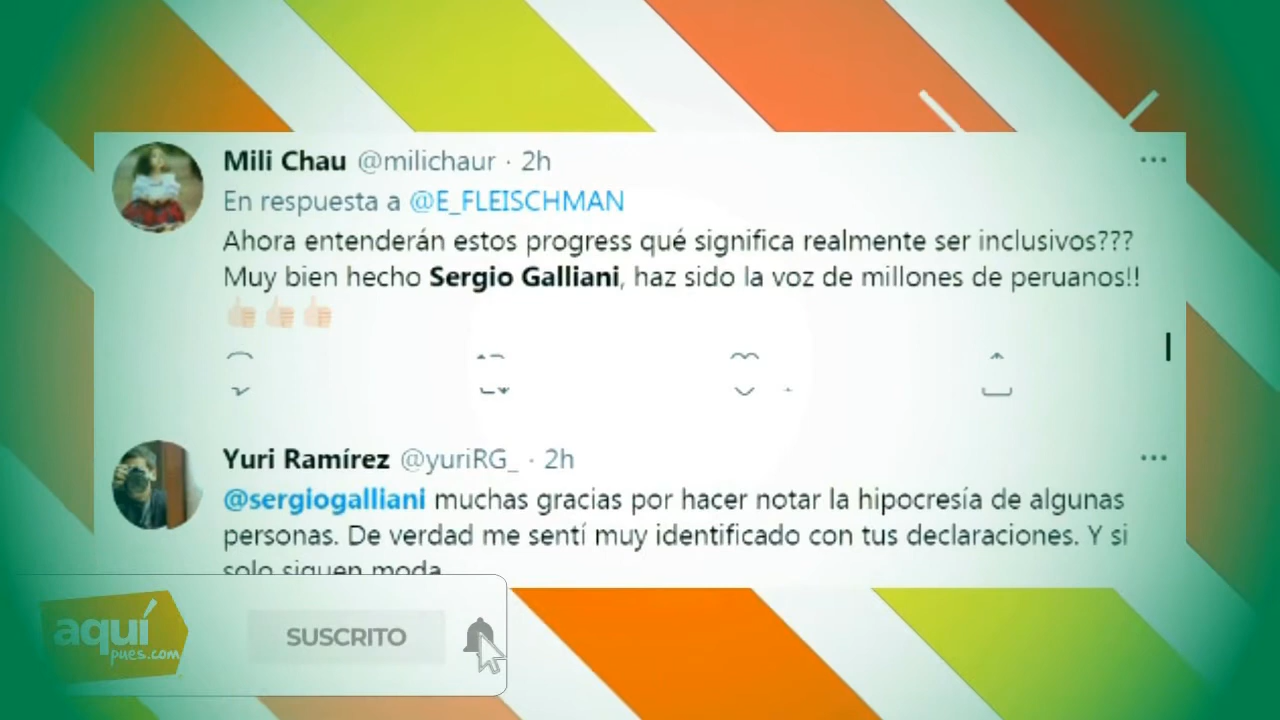 Mili Chau @milichaur · 2h
En respuesta a @E_FLEISCHMAN
Ahora entenderán estos progress qué significa realmente ser inclusivos???
Muy bien hecho Sergio Galliani, haz sido la voz de millones de peruanos!!
👍🏻👍🏻👍🏻
Yuri Ramírez @yuriRG_ · 2h
@sergiogalliani muchas gracias por hacer notar la hipocresía de algunas
personas. De verdad me sentí muy identificado con tus declaraciones. Y si
solo siguen moda
aquí
pues.com
SUSCRITO